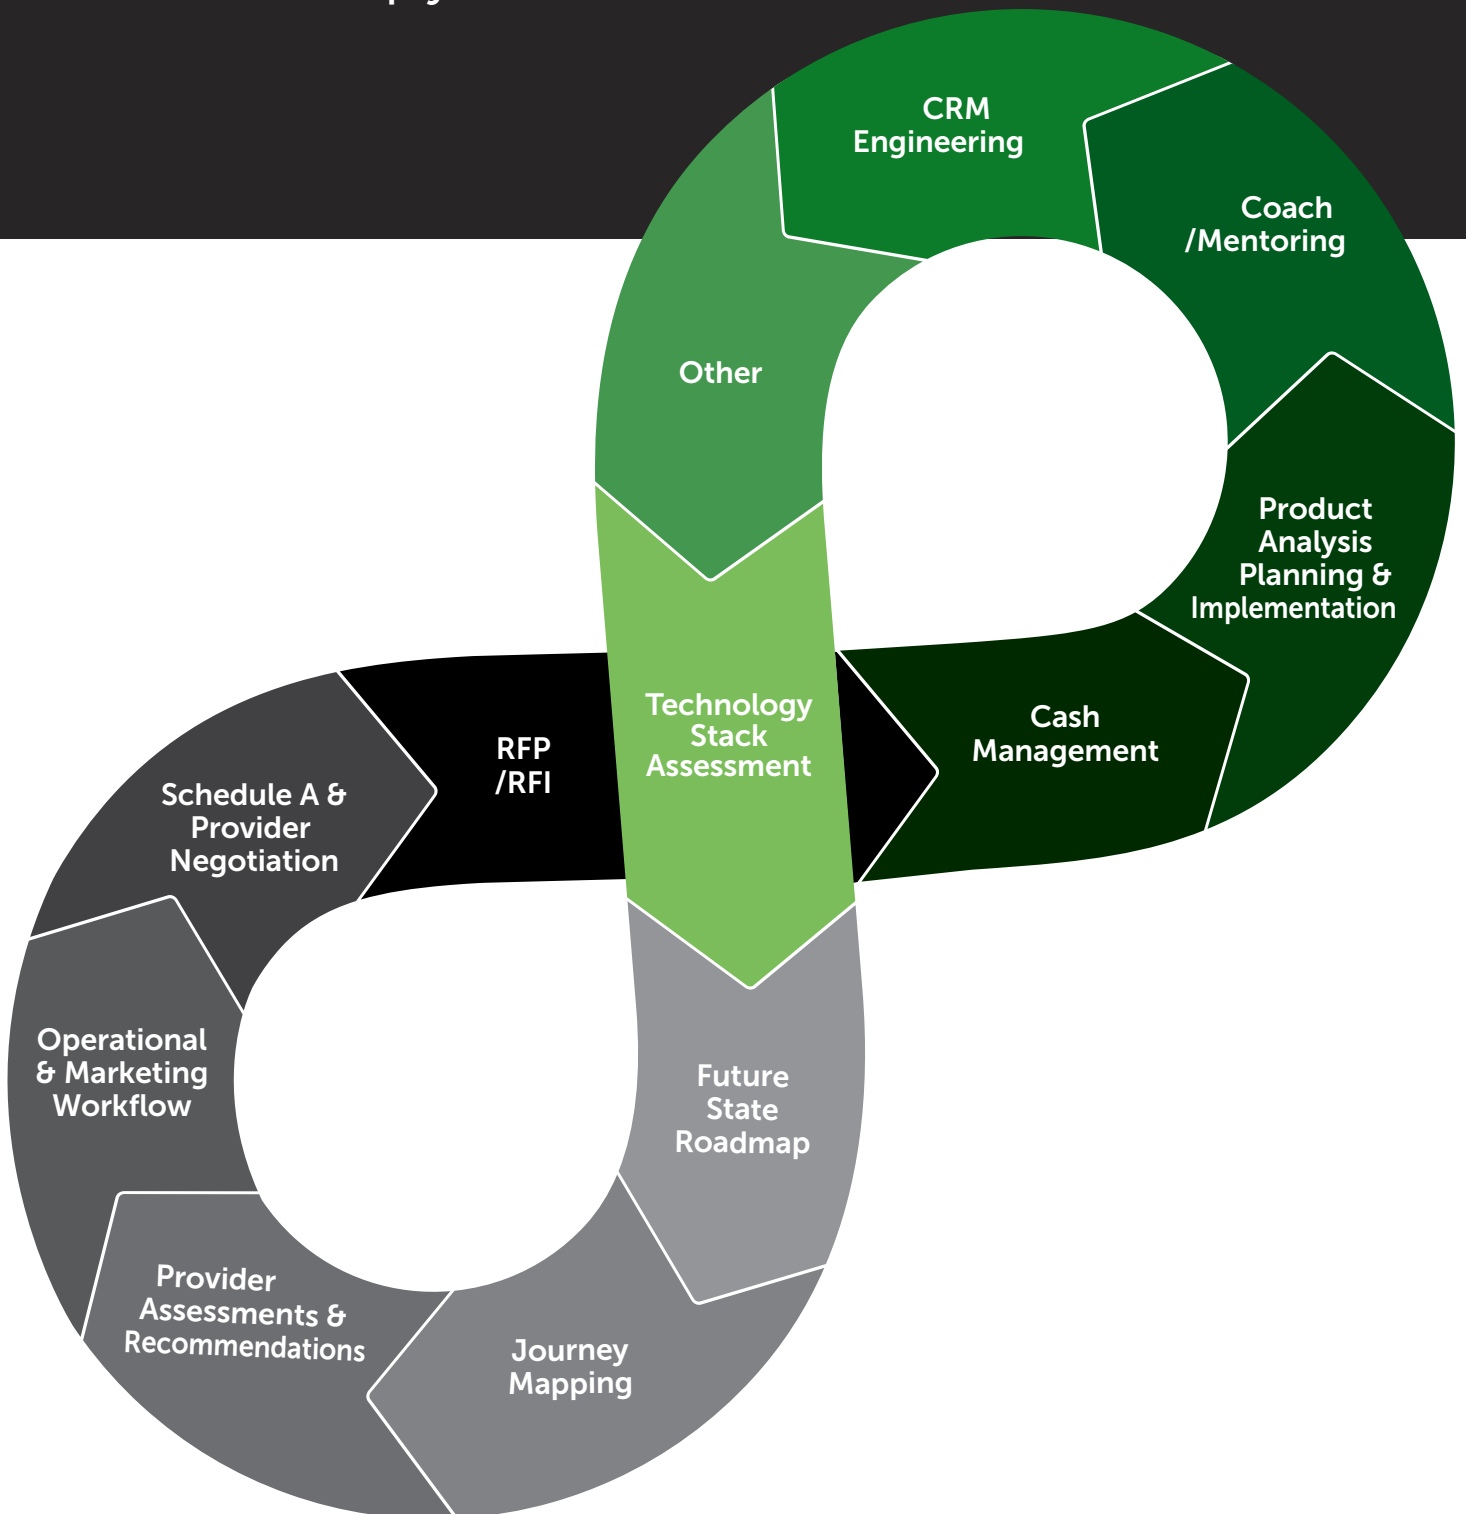 CRM
Engineering
Coach
/Mentoring
Other
Product
Analysis
Planning &
Implementation
Technology
Stack
Assessment
Cash
Management
RFP
/RFI
Schedule A &
Provider
Negotiation
Operational
& Marketing
Workflow
Future
State
Roadmap
Provider
Assessments &
Recommendations
Journey
Mapping